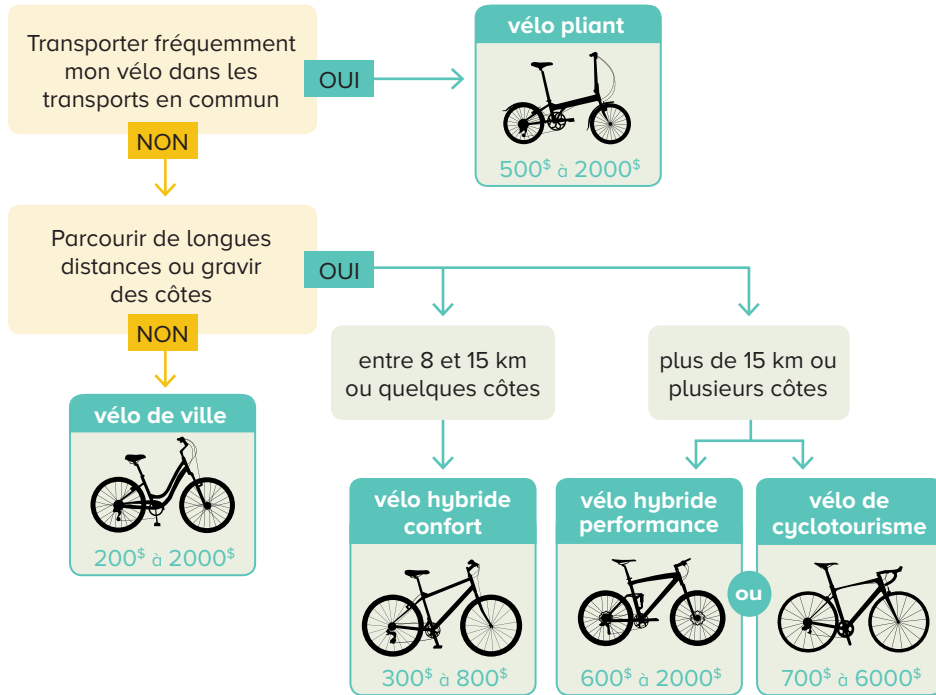 Transporter fréquemment
mon vélo dans les
transports en commun
OUI
vélo pliant
500$ à 2000$
NON
Parcourir de longues
distances ou gravir
des côtes
OUI
NON
entre 8 et 15 km
ou quelques côtes
plus de 15 km ou
plusieurs côtes
vélo de ville
200$ à 2000$
vélo hybride
confort
300$ à 800$
vélo hybride
performance
600$ à 2000$
ou
vélo de
cyclotourisme
700$ à 6000$